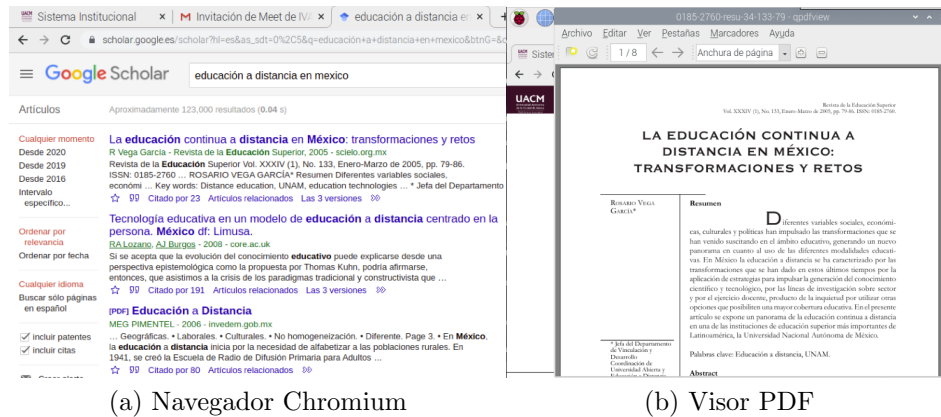 Sistema Institucional × M Invitación de Meet de IVA × educación a distancia en ×
scholar.google.es/scholar?hl=es&as_sdt=0%2C5&q=educación+a+distancia+en+mexico&btnG=&
Google Scholar educación a distancia en mexico
Artículos Aproximadamente 123,000 resultados (0.04 s)
Cualquier momento
Desde 2020
Desde 2019
Desde 2016
Intervalo
específico...
Ordenar por
relevancia
Ordenar por fecha
Cualquier idioma
Buscar sólo páginas
en español
incluir patentes
incluir citas
La educación continua a distancia en México: transformaciones y retos
R Vega García - Revista de la Educación Superior, 2005 - scielo.org.mx
Revista de la Educación Superior Vol. XXXIV (1), No. 133, Enero-Marzo de 2005, pp. 79-86.
ISSN: 0185-2760 ... ROSARIO VEGA GARCÍA* Resumen Diferentes variables sociales,
económi ... Key words: Distance education, UNAM, education technologies ... * Jefa del Departamento
Citado por 23 Artículos relacionados Las 3 versiones
Tecnología educativa en un modelo de educación a distancia centrado en la
persona. México df: Limusa.
RA Lozano, AJ Burgos - 2008 - core.ac.uk
Si se acepta que la evolución del conocimiento educativo puede explicarse desde una
perspectiva epistemológica como la propuesta por Thomas Kuhn, podría afirmarse,
entonces, que asistimos a la crisis de los paradigmas tradicional y constructivista que ...
Citado por 191 Artículos relacionados Las 3 versiones
[PDF] Educación a Distancia
MEG PIMENTEL - 2006 - invedem.gob.mx
... Geográficas. • Laborales. • Culturales. • No homogeneización. • Diferente. Page 3. • En México,
la educación a distancia inicia por la necesidad de alfabetizar a las poblaciones rurales. En
1941, se creó la Escuela de Radio de Difusión Primaria para Adultos ...
Citado por 80 Artículos relacionados
(a) Navegador Chromium
0185-2760-resu-34-133-79 - qpdfview
Archivo Editar Ver Pestañas Marcadores Ayuda
1 / 8 Anchura de página
Sister
UACM
Revista de la Educación Superior
Vol. XXXIV (1), No. 133, Enero-Marzo de 2005, pp. 79-86. ISSN: 0185-2760.
LA EDUCACIÓN CONTINUA A
DISTANCIA EN MÉXICO:
TRANSFORMACIONES Y RETOS
Rosario Vega
García*
Resumen
Diferentes variables sociales, económi-
cas, culturales y políticas han impulsado las transformaciones que se
han venido suscitando en el ámbito educativo, generando un nuevo
panorama en cuanto al uso de las diferentes modalidades educati-
vas. En México la educación a distancia se ha caracterizado por las
transformaciones que se han dado en estos últimos tiempos por la
aplicación de estrategias para impulsar la generación del conocimiento
científico y tecnológico, por las líneas de investigación sobre sector
y por el ejercicio docente, producto de la inquietud por utilizar otras
opciones que posibiliten una mayor cobertura educativa. En el presente
artículo se expone un panorama de la educación continua a distancia
en una de las instituciones de educación superior más importantes de
Latinoamérica, la Universidad Nacional Autónoma de México.
Palabras clave: Educación a distancia, UNAM.
Abstract
* Jefa del Departamento
de Vinculación y
Desarrollo
Coordinación de
Universidad Abierta y
(b) Visor PDF